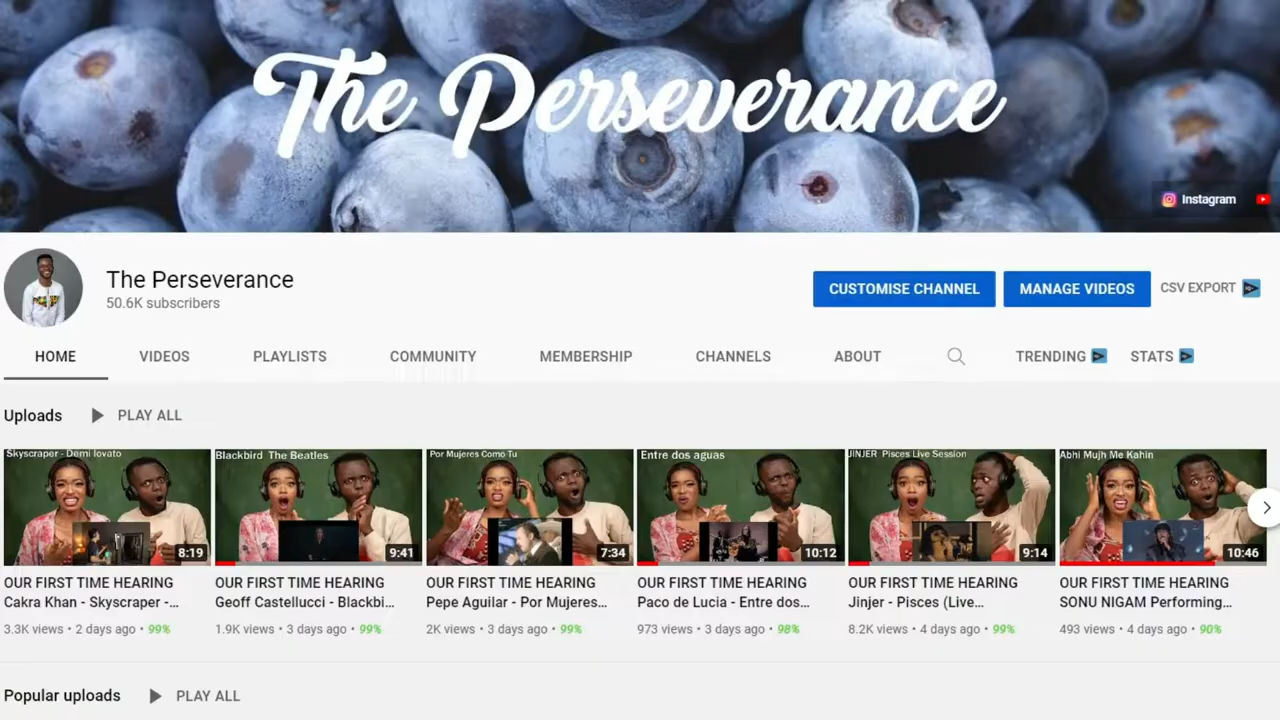 The Perseverance
Instagram
The Perseverance
50.6K subscribers
CUSTOMISE CHANNEL
MANAGE VIDEOS
CSV EXPORT
HOME
VIDEOS
PLAYLISTS
COMMUNITY
MEMBERSHIP
CHANNELS
ABOUT
TRENDING
STATS
Uploads
PLAY ALL
Skyscraper - Demi lovato
8:19
OUR FIRST TIME HEARING
Cakra Khan - Skyscraper -...
3.3K views • 2 days ago • 99%
Blackbird The Beatles
9:41
OUR FIRST TIME HEARING
Geoff Castellucci - Blackbi...
1.9K views • 3 days ago • 99%
Por Mujeres Como Tu
7:34
OUR FIRST TIME HEARING
Pepe Aguilar - Por Mujeres...
2K views • 3 days ago • 99%
Entre dos aguas
10:12
OUR FIRST TIME HEARING
Paco de Lucia - Entre dos...
973 views • 3 days ago • 98%
JINJER Pisces Live Session
9:14
OUR FIRST TIME HEARING
Jinjer - Pisces (Live...
8.2K views • 4 days ago • 99%
Abhi Mujh Me Kahin
10:46
OUR FIRST TIME HEARING
SONU NIGAM Performing...
493 views • 4 days ago • 90%
Popular uploads
PLAY ALL